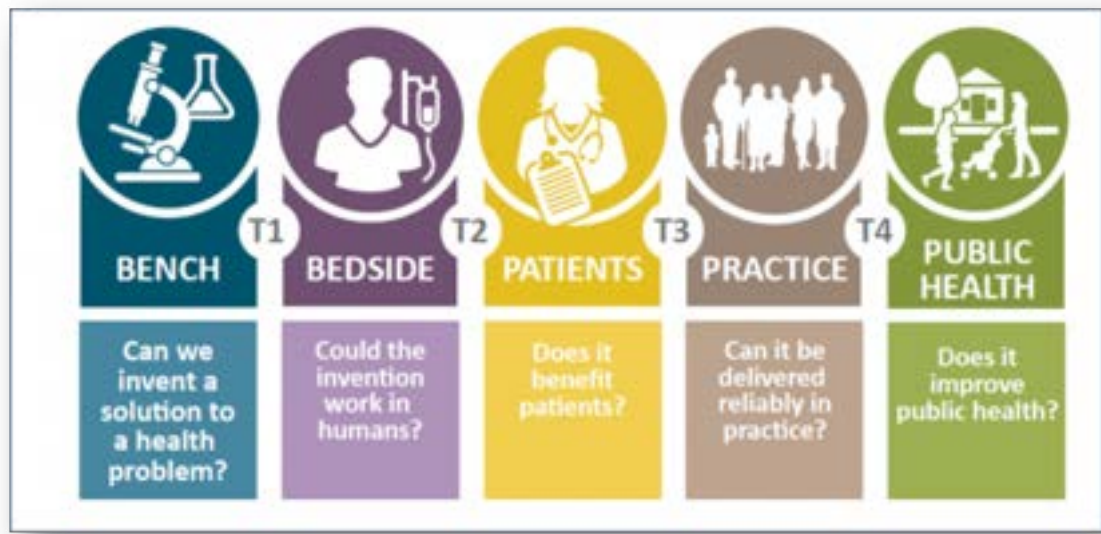 BENCH
T1
BEDSIDE
T2
PATIENTS
T3
PRACTICE
T4
PUBLIC
HEALTH
Can we
invent a
solution to
a health
problem?
Could the
invention
work in
humans?
Does it
benefit
patients?
Can it be
delivered
reliably in
practice?
Does it
improve
public health?